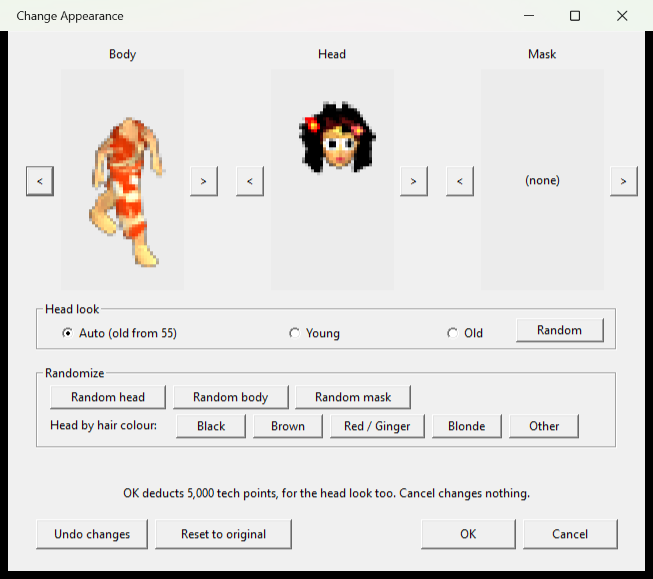 Change Appearance
Body Head Mask
< > < > < (none) >
Head look
Auto (old from 55) Young Old Random
Randomize
Random head Random body Random mask
Head by hair colour: Black Brown Red / Ginger Blonde Other
OK deducts 5,000 tech points, for the head look too. Cancel changes nothing.
Undo changes Reset to original OK Cancel